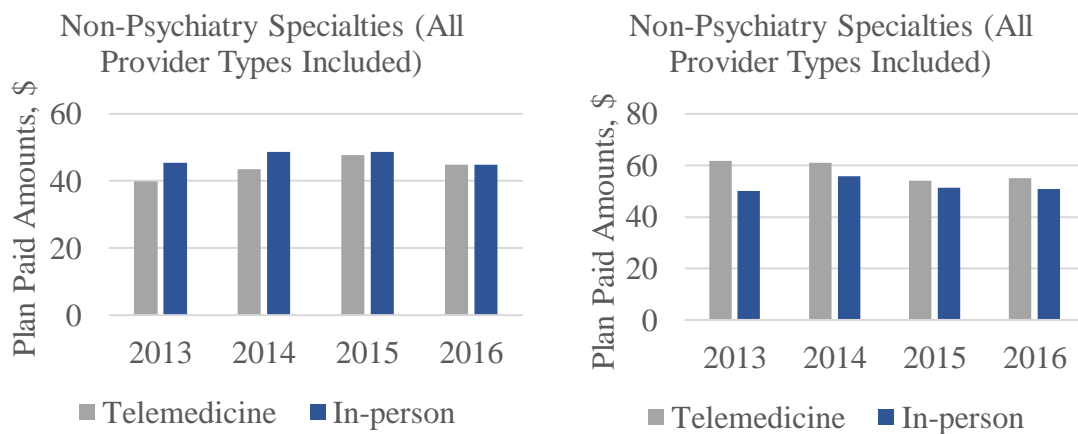 Non-Psychiatry Specialties (All
Provider Types Included)
Plan Paid Amounts, $
60
40
20
0
2013 2014 2015 2016
Telemedicine In-person
Non-Psychiatry Specialties (All
Provider Types Included)
Plan Paid Amounts, $
80
60
40
20
0
2013 2014 2015 2016
Telemedicine In-person